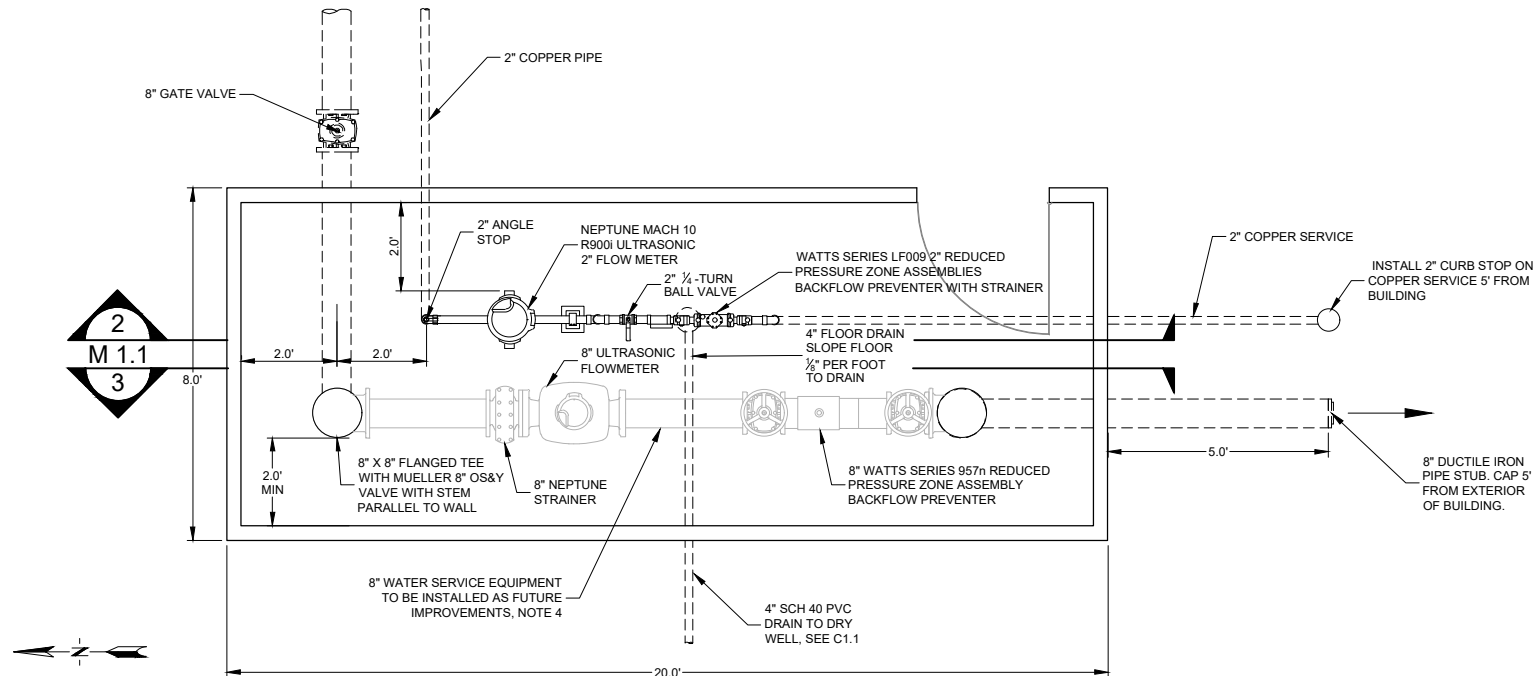 2" COPPER PIPE
8" GATE VALVE
2" ANGLE
STOP
NEPTUNE MACH 10
R900i ULTRASONIC
2" FLOW METER
2" ¼ -TURN
BALL VALVE
WATTS SERIES LF009 2" REDUCED
PRESSURE ZONE ASSEMBLIES
BACKFLOW PREVENTER WITH STRAINER
2" COPPER SERVICE
INSTALL 2" CURB STOP ON
COPPER SERVICE 5' FROM
BUILDING
2.0'
2
M 1.1
3
8.0'
2.0'
2.0'
8" ULTRASONIC
FLOWMETER
4" FLOOR DRAIN
SLOPE FLOOR
⅛" PER FOOT
TO DRAIN
2.0'
MIN
8" X 8" FLANGED TEE
WITH MUELLER 8" OS&Y
VALVE WITH STEM
PARALLEL TO WALL
8" NEPTUNE
STRAINER
8" WATTS SERIES 957n REDUCED
PRESSURE ZONE ASSEMBLY
BACKFLOW PREVENTER
5.0'
8" DUCTILE IRON
PIPE STUB. CAP 5'
FROM EXTERIOR
OF BUILDING.
8" WATER SERVICE EQUIPMENT
TO BE INSTALLED AS FUTURE
IMPROVEMENTS, NOTE 4
4" SCH 40 PVC
DRAIN TO DRY
WELL, SEE C1.1
N
20.0'